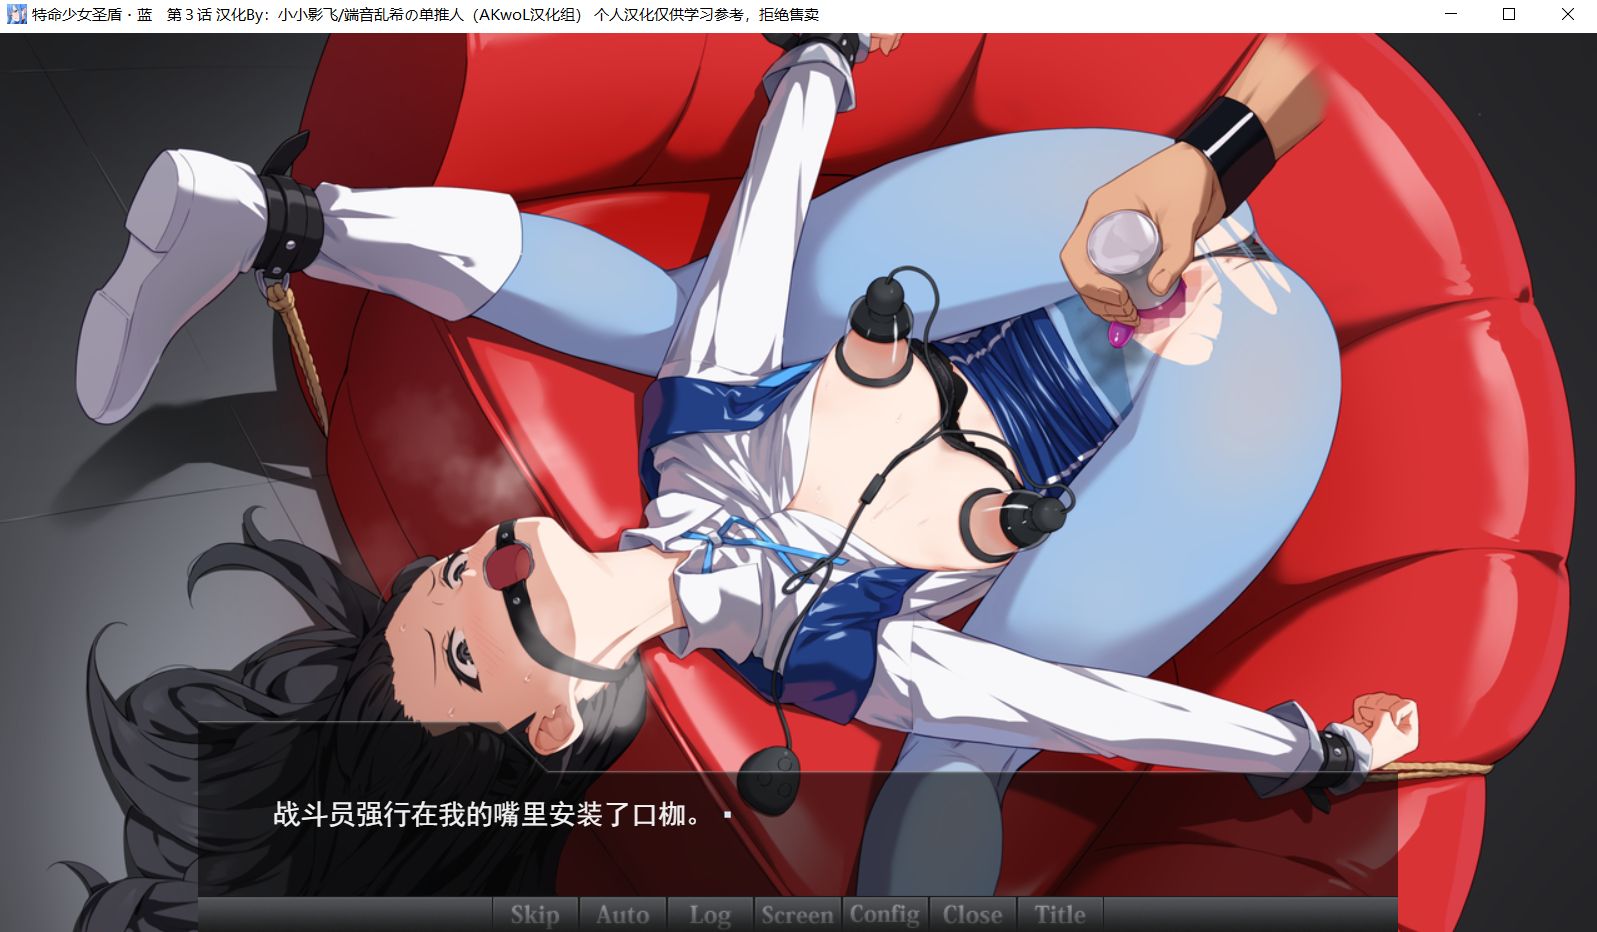 特命少女圣盾・蓝　第３话 汉化By：小小影飞/端音乱希の单推人（AKwoL汉化组） 个人汉化仅供学习参考，拒绝售卖
战斗员强行在我的嘴里安装了口枷。
Skip Auto Log Screen Config Close Title